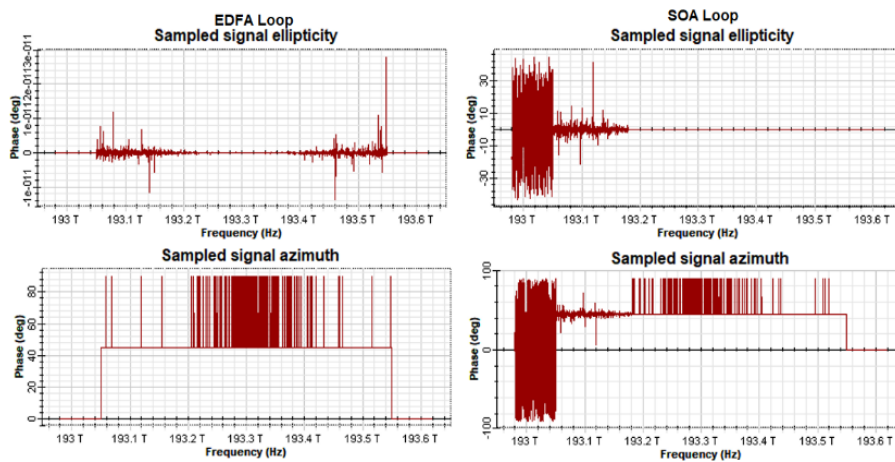 EDFA Loop
Sampled signal ellipticity
Phase (deg)
-1e-011 0 1e-011
193 T 193.1 T 193.2 T 193.3 T 193.4 T 193.5 T 193.6 T
Frequency (Hz)
SOA Loop
Sampled signal ellipticity
Phase (deg)
-30 -10 10 30
193 T 193.1 T 193.2 T 193.3 T 193.4 T 193.5 T 193.6 T
Frequency (Hz)
Sampled signal azimuth
Phase (deg)
0 20 40 60 80
193 T 193.1 T 193.2 T 193.3 T 193.4 T 193.5 T 193.6 T
Frequency (Hz)
Sampled signal azimuth
Phase (deg)
-100 0 100
193 T 193.1 T 193.2 T 193.3 T 193.4 T 193.5 T 193.6 T
Frequency (Hz)